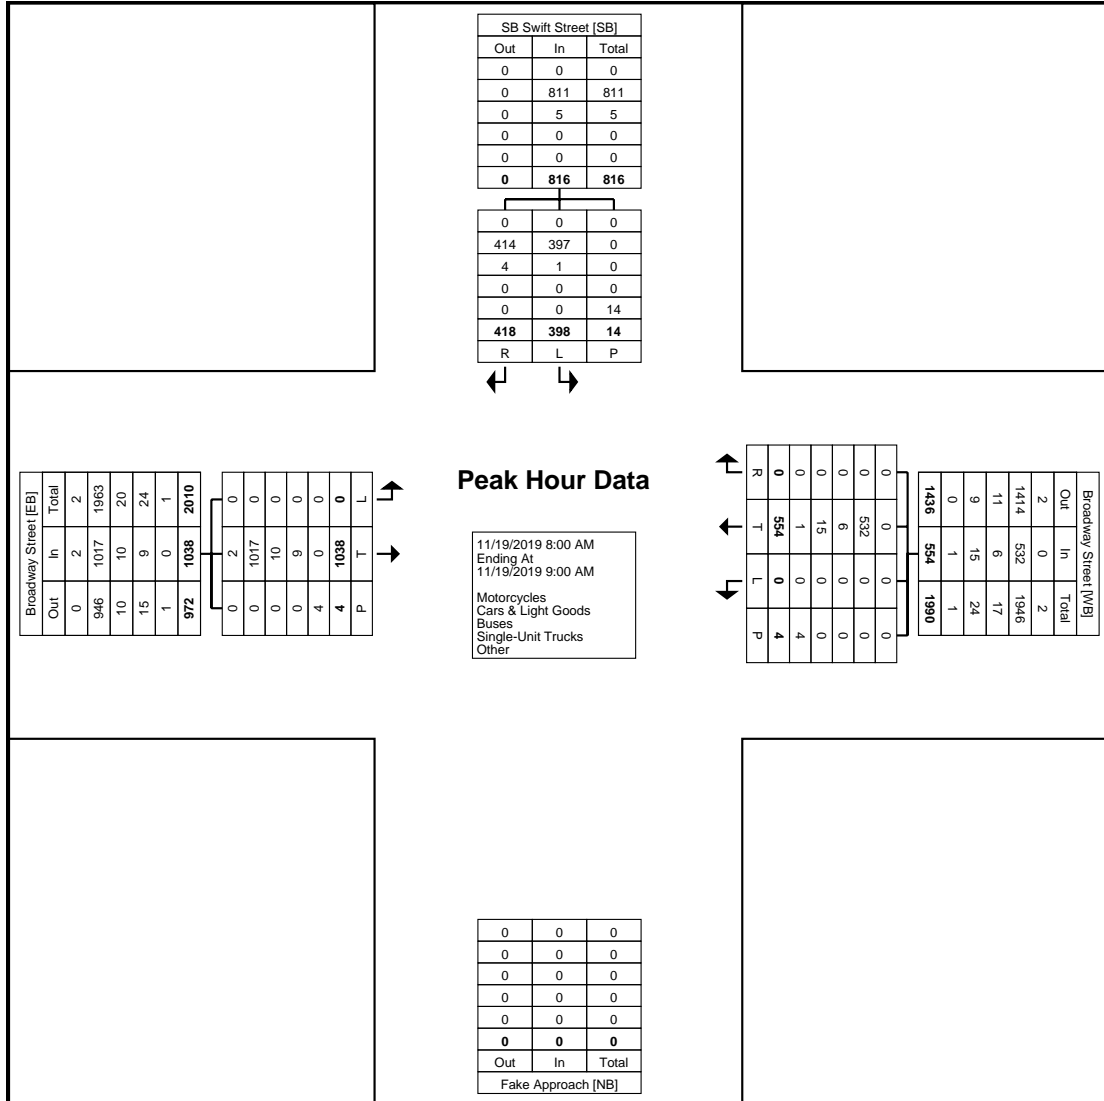 SB Swift Street [SB]
Out In Total
0 0 0
0 811 811
0 5 5
0 0 0
0 0 0
0 816 816
0 0 0
414 397 0
4 1 0
0 0 0
0 0 14
418 398 14
R L P
Broadway Street [EB]
Out In Total
0 2 2
946 1017 1963
10 10 20
15 9 24
1 0 1
972 1038 2010
0 2 0
0 1017 0
0 10 0
0 9 0
4 0 0
4 1038 0
P T L
Peak Hour Data
11/19/2019 8:00 AM
Ending At
11/19/2019 9:00 AM
Motorcycles
Cars & Light Goods
Buses
Single-Unit Trucks
Other
Broadway Street [WB]
Out In Total
2 0 2
1414 532 1946
11 6 17
9 15 24
0 1 1
1436 554 1990
0 0 0 0
0 532 0 0
0 6 0 0
0 15 0 0
0 1 0 4
0 554 0 4
R T L P
0 0 0
0 0 0
0 0 0
0 0 0
0 0 0
0 0 0
Out In Total
Fake Approach [NB]